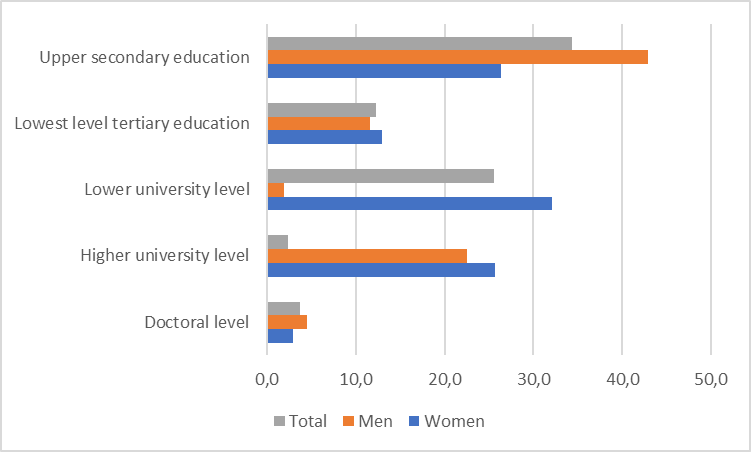 Upper secondary education
Lowest level tertiary education
Lower university level
Higher university level
Doctoral level
0,0 10,0 20,0 30,0 40,0 50,0
Total Men Women